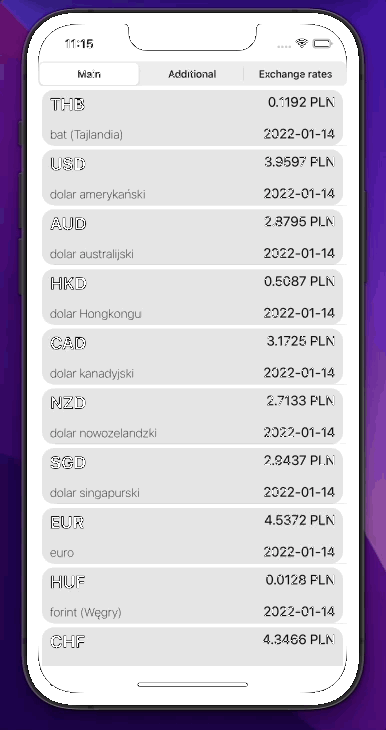 11:15
Main Additional Exchange rates
THB 0.1192 PLN
bat (Tajlandia) 2022-01-14
USD 3.9597 PLN
dolar amerykański 2022-01-14
AUD 2.8795 PLN
dolar australijski 2022-01-14
HKD 0.5087 PLN
dolar Hongkongu 2022-01-14
CAD 3.1725 PLN
dolar kanadyjski 2022-01-14
NZD 2.7133 PLN
dolar nowozelandzki 2022-01-14
SGD 2.9437 PLN
dolar singapurski 2022-01-14
EUR 4.5372 PLN
euro 2022-01-14
HUF 0.0128 PLN
forint (Węgry) 2022-01-14
CHF 4.3466 PLN